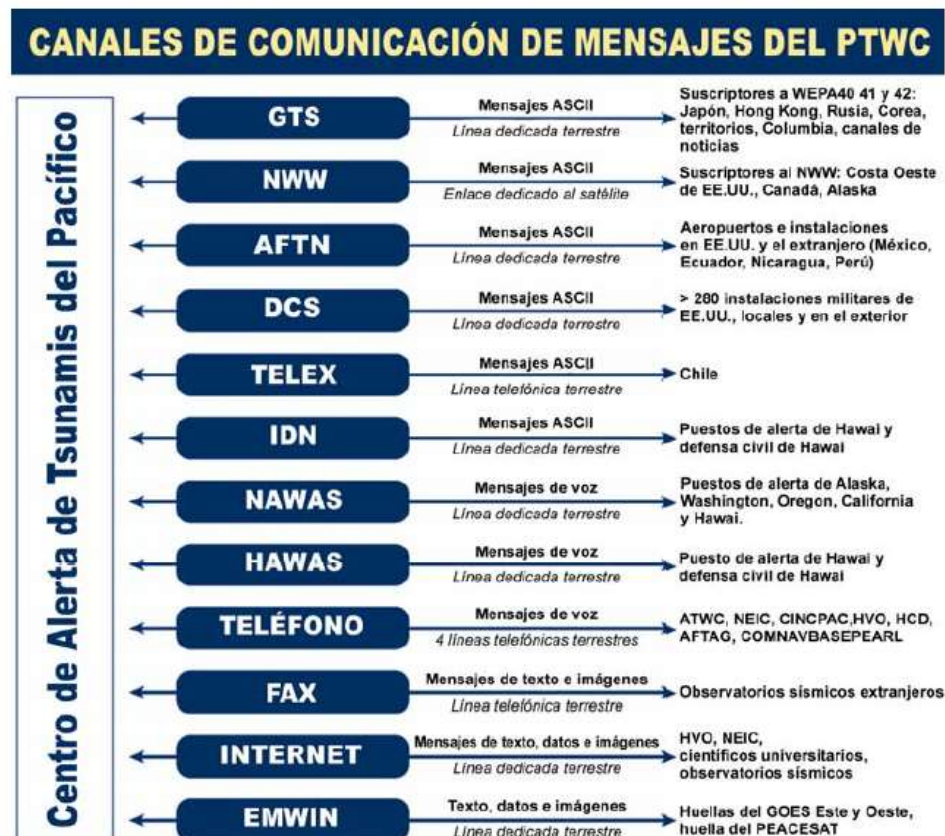 CANALES DE COMUNICACIÓN DE MENSAJES DEL PTWC
Centro de Alerta de Tsunamis del Pacífico
GTS
Mensajes ASCII
Línea dedicada terrestre
Suscriptores a WEPA40 41 y 42:
Japón, Hong Kong, Rusia, Corea,
territorios, Columbia, canales de
noticias
NWW
Mensajes ASCII
Enlace dedicado al satélite
Suscriptores al NWW: Costa Oeste
de EE.UU., Canadá, Alaska
AFTN
Mensajes ASCII
Línea dedicada terrestre
Aeropuertos e instalaciones
en EE.UU. y el extranjero (México,
Ecuador, Nicaragua, Perú)
DCS
Mensajes ASCII
Línea dedicada terrestre
> 280 instalaciones militares de
EE.UU., locales y en el exterior
TELEX
Mensajes ASCII
Línea telefónica terrestre
Chile
IDN
Mensajes ASCII
Línea dedicada terrestre
Puestos de alerta de Hawai y
defensa civil de Hawai
NAWAS
Mensajes de voz
Línea dedicada terrestre
Puestos de alerta de Alaska,
Washington, Oregon, California
y Hawai.
HAWAS
Mensajes de voz
Línea dedicada terrestre
Puesto de alerta de Hawai y
defensa civil de Hawai
TELÉFONO
Mensajes de voz
4 líneas telefónicas terrestres
ATWC, NEIC, CINCPAC,HVO, HCD,
AFTAG, COMNAVBASEPEARL
FAX
Mensajes de texto e imágenes
Línea telefónica terrestre
Observatorios sísmicos extranjeros
INTERNET
Mensajes de texto, datos e imágenes
Línea dedicada terrestre
HVO, NEIC,
científicos universitarios,
observatorios sísmicos
EMWIN
Texto, datos e imágenes
Línea dedicada terrestre
Huellas del GOES Este y Oeste,
huella del PEACESAT